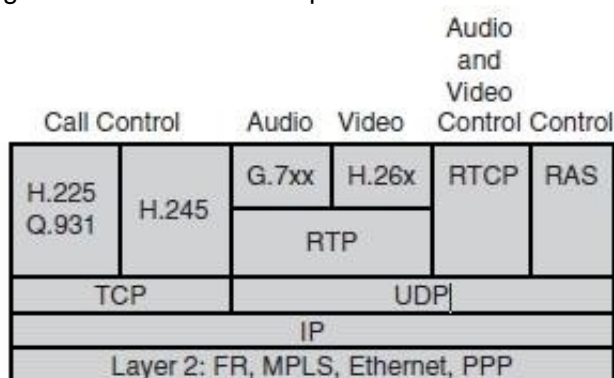 Audio
and
Video
Call Control Audio Video Control Control
H.225
Q.931
H.245
G.7xx
H.26x
RTCP
RAS
RTP
TCP
UDP
IP
Layer 2: FR, MPLS, Ethernet, PPP